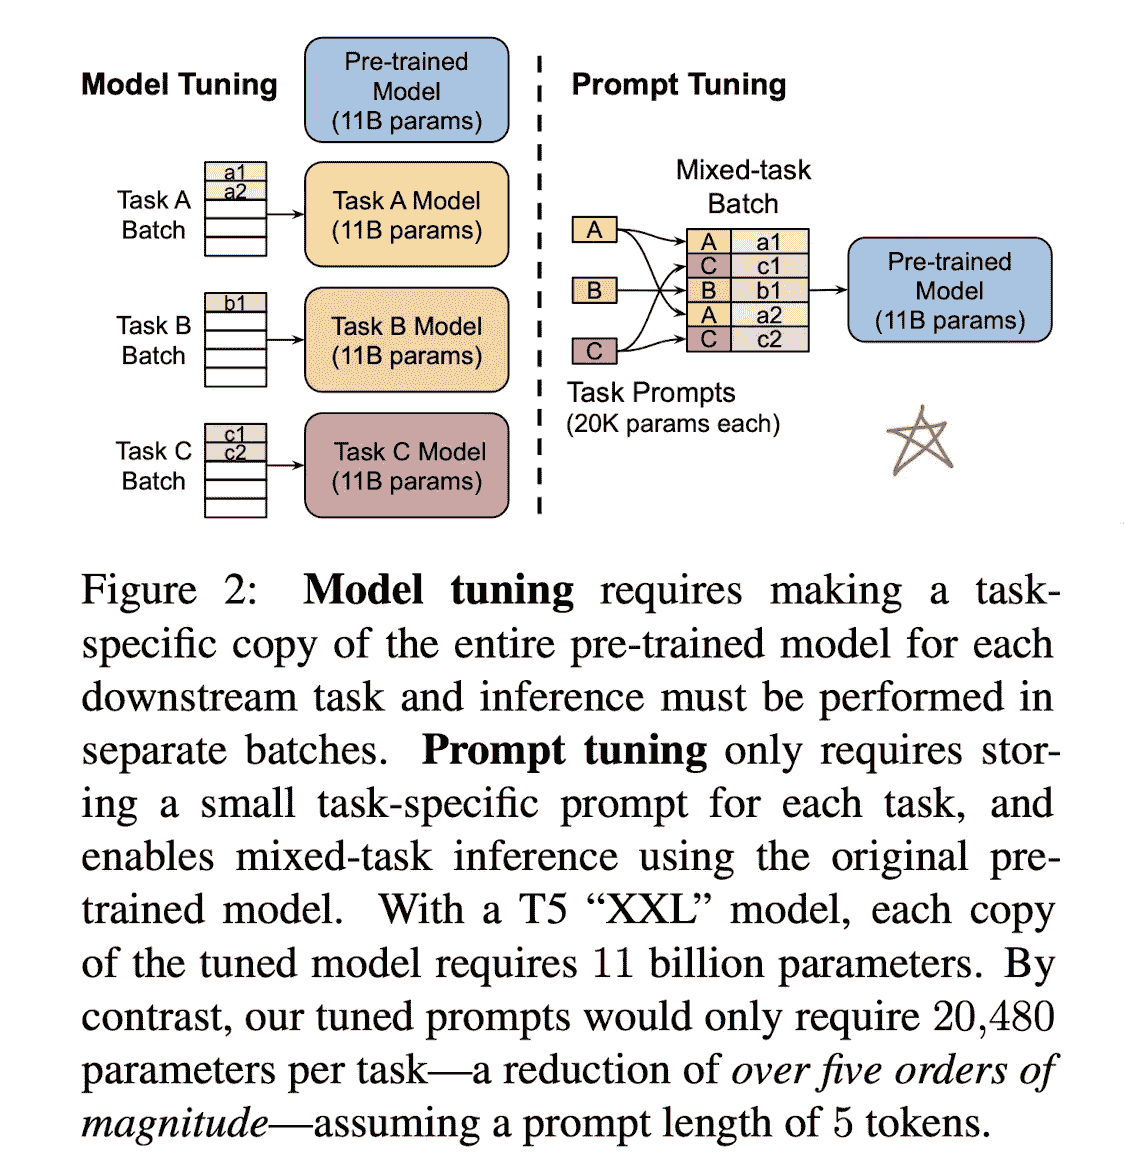 Model Tuning
Pre-trained
Model
(11B params)
Task A
Batch
a1
a2
Task A Model
(11B params)
Task B
Batch
b1
Task B Model
(11B params)
Task C
Batch
c1
c2
Task C Model
(11B params)
Prompt Tuning
Mixed-task
Batch
A
B
C
A a1
C c1
B b1
A a2
C c2
Pre-trained
Model
(11B params)
Task Prompts
(20K params each)
Figure 2: Model tuning requires making a task-
specific copy of the entire pre-trained model for each
downstream task and inference must be performed in
separate batches. Prompt tuning only requires stor-
ing a small task-specific prompt for each task, and
enables mixed-task inference using the original pre-
trained model. With a T5 “XXL” model, each copy
of the tuned model requires 11 billion parameters. By
contrast, our tuned prompts would only require 20,480
parameters per task—a reduction of over five orders of
magnitude—assuming a prompt length of 5 tokens.